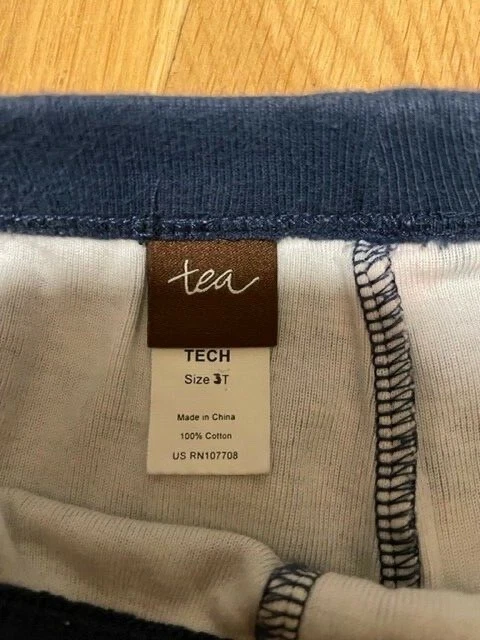 tea
TECH
Size 3T
Made in China
100% Cotton
US RN107708